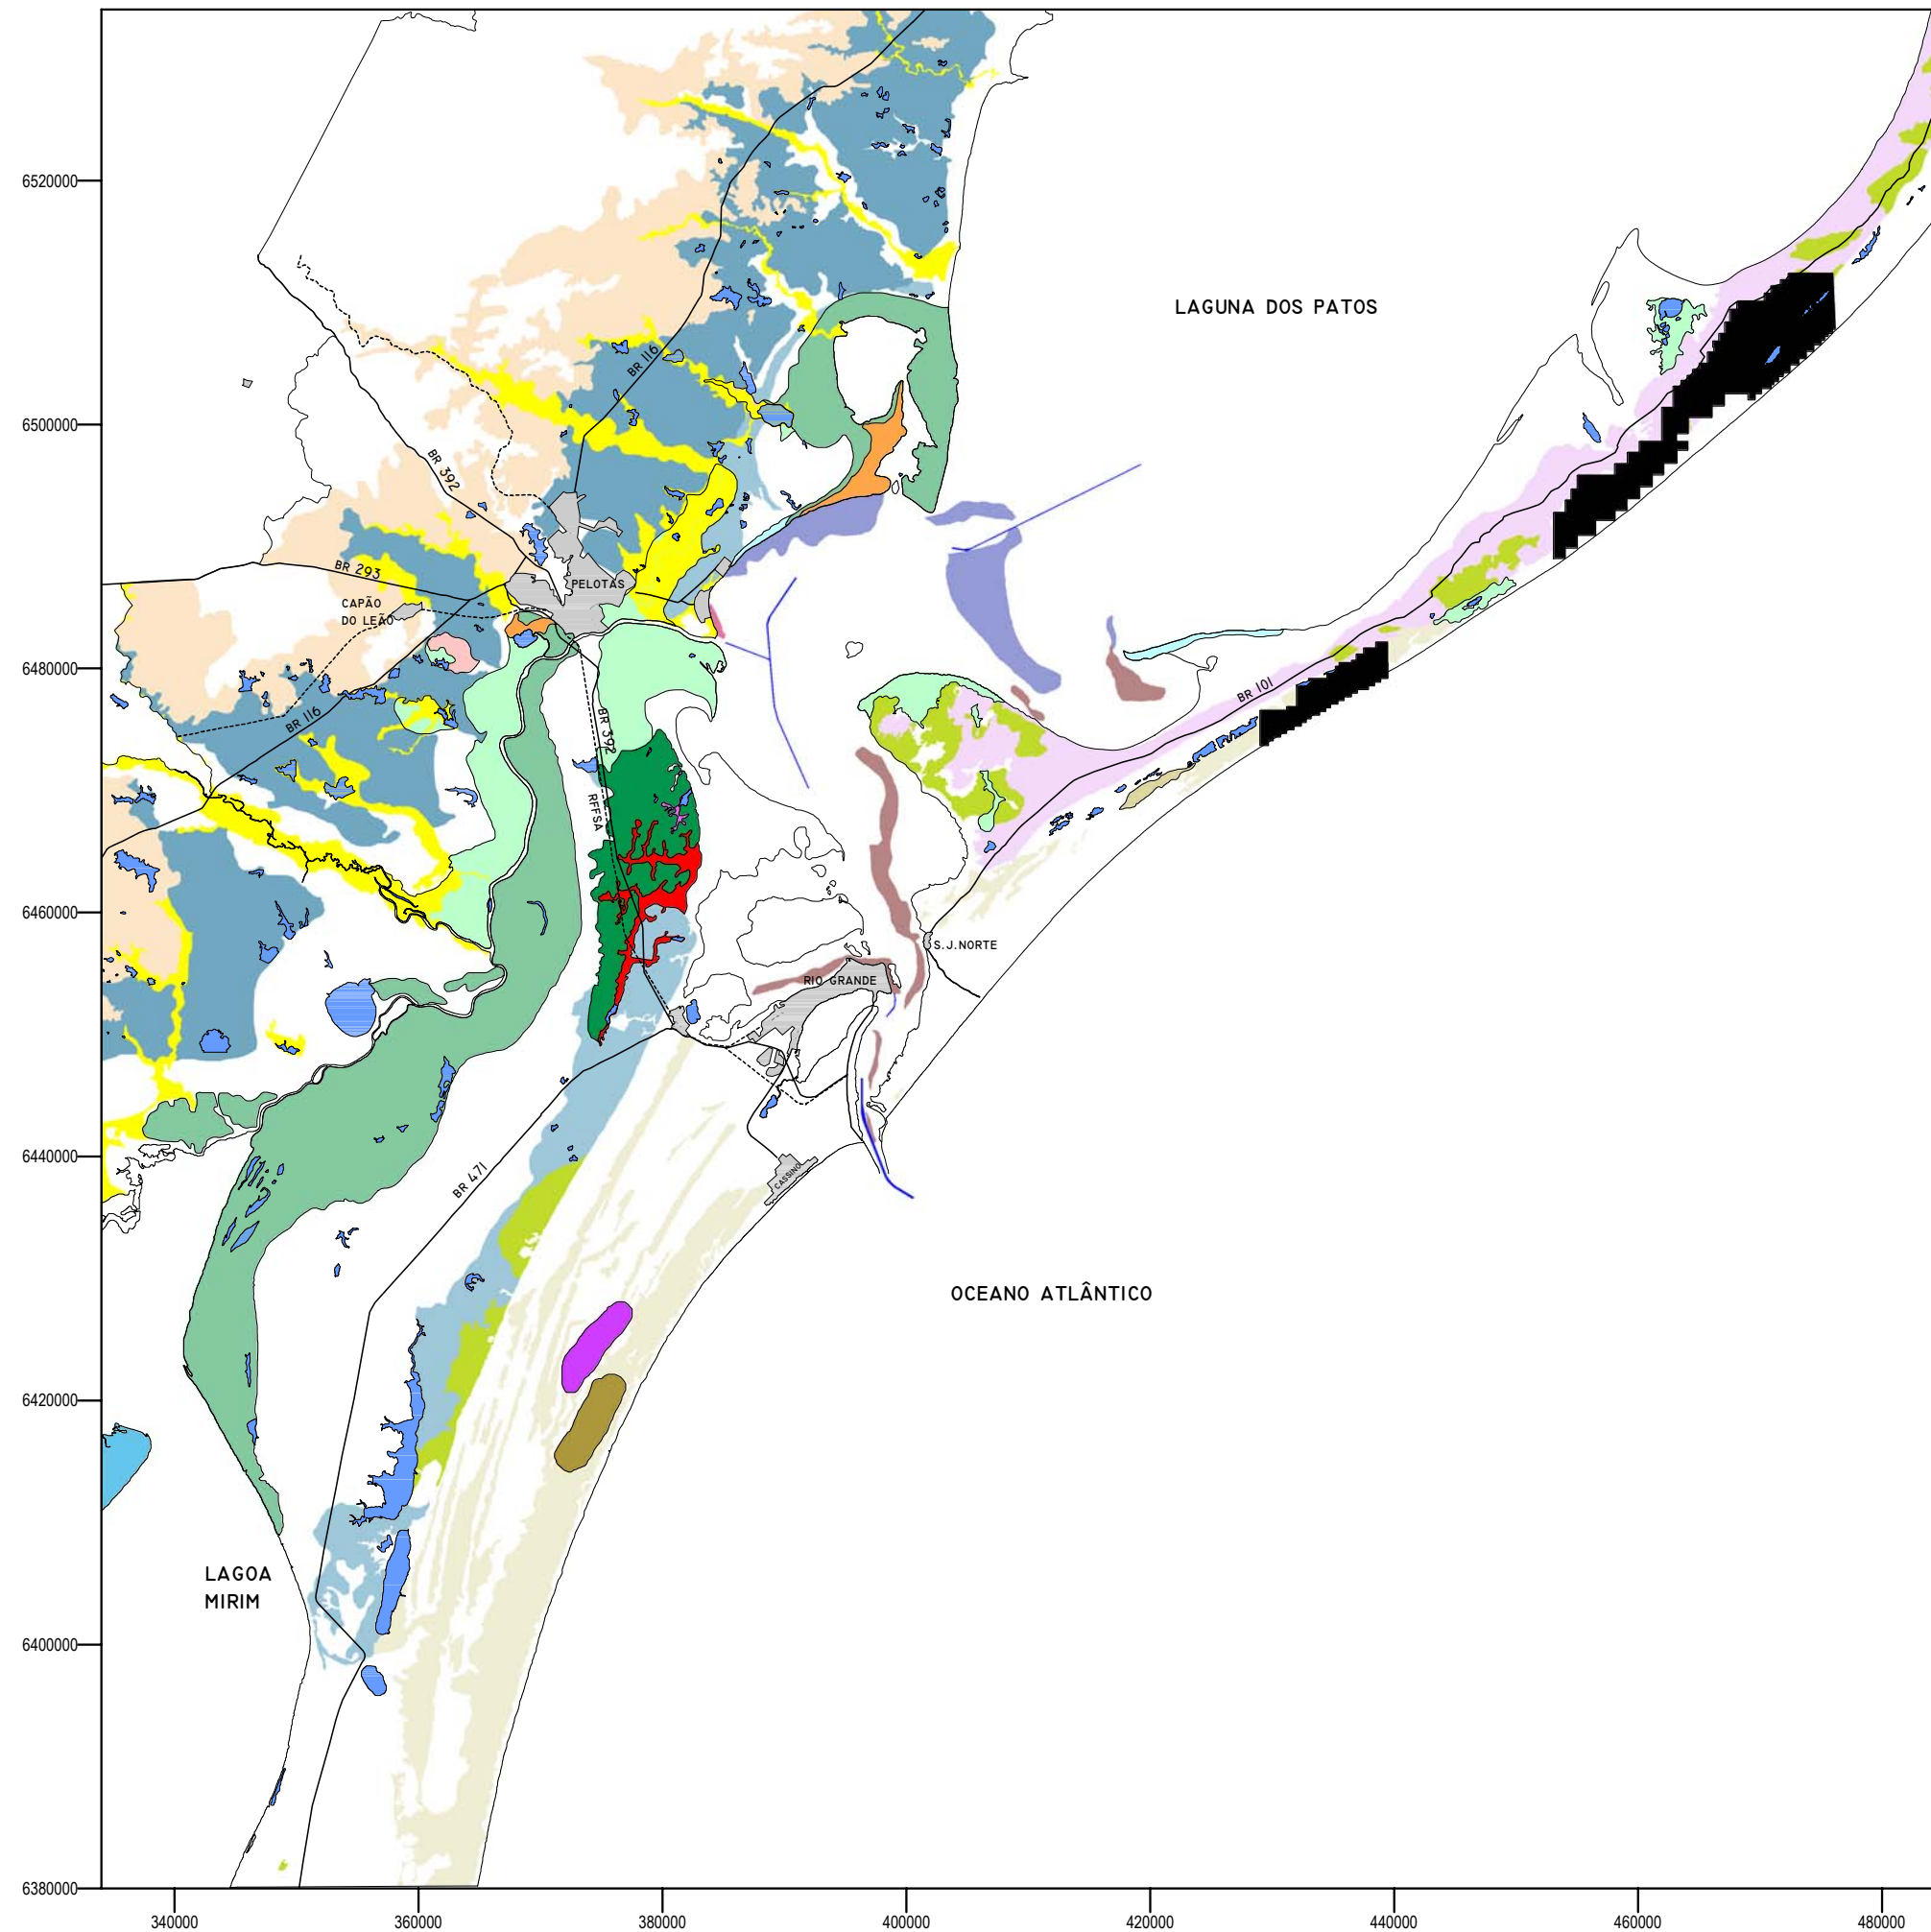 LAGUNA DOS PATOS
BR 116
BR 392
BR 293
PELOTAS
CAPÃO
DO LEÃO
BR 116
BR 392
BR 101
RFFSA
S.J.NORTE
RIO GRANDE
CASSINO
BR 471
OCEANO ATLÂNTICO
LAGOA
MIRIM
6520000
6500000
6480000
6460000
6440000
6420000
6400000
6380000
340000 360000 380000 400000 420000 440000 460000 480000